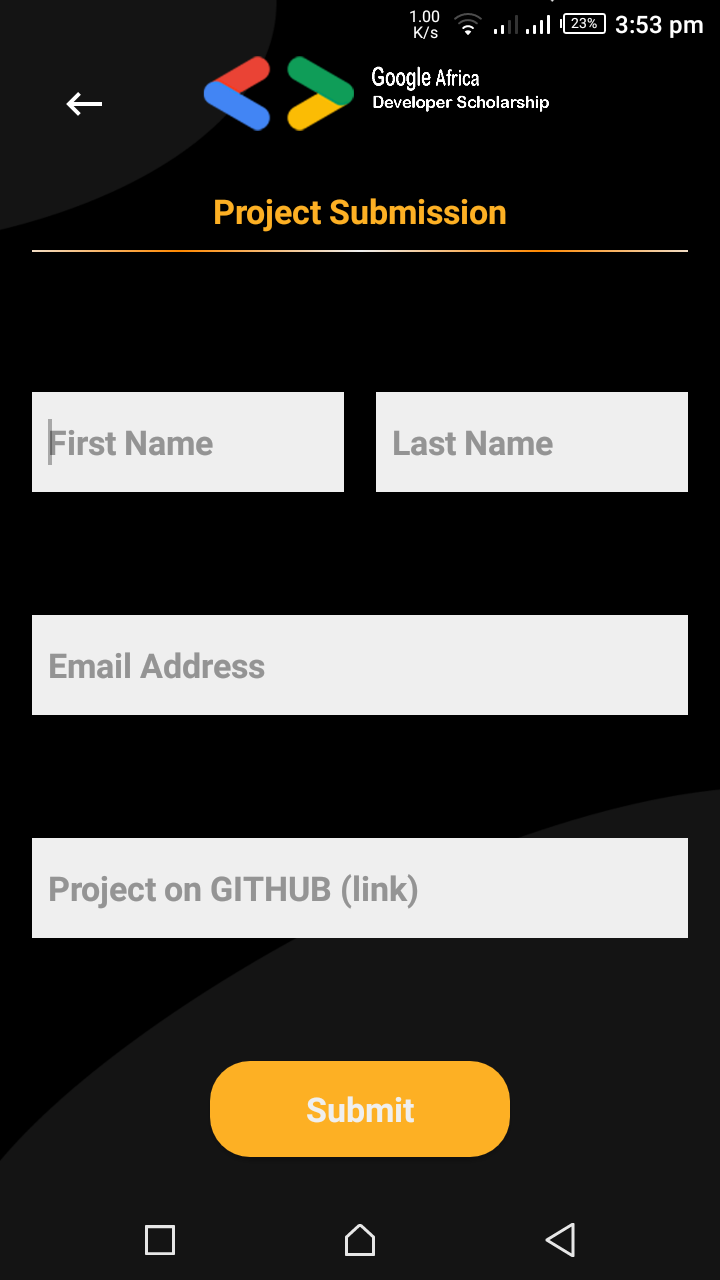 1.00
K/s
23%
3:53 pm
Google Africa
Developer Scholarship
Project Submission
First Name
Last Name
Email Address
Project on GITHUB (link)
Submit